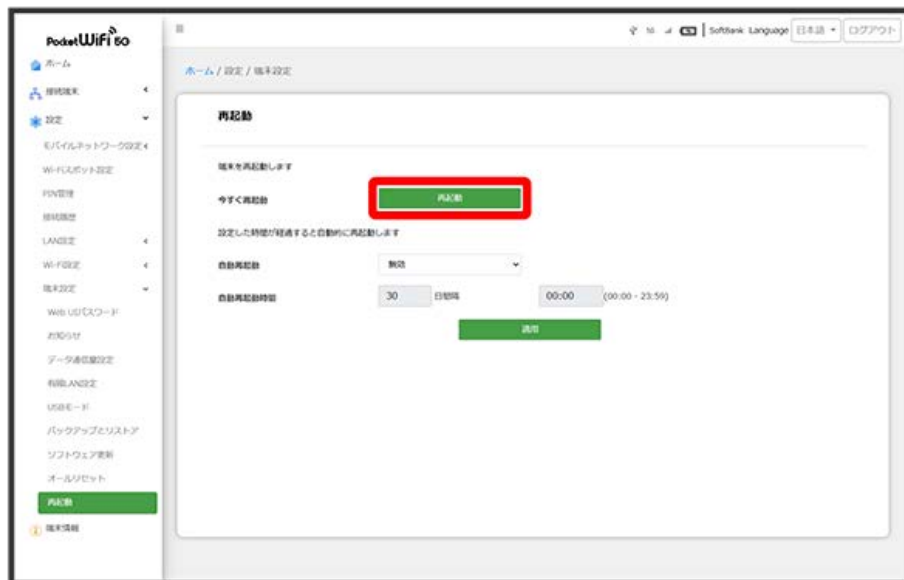 Pocket WiFi 5G
5G
SoftBank Language 日本語 ログアウト
ホーム
接続端末
設定
モバイルネットワーク設定
Wi-Fiスポット設定
PIN管理
接続履歴
LAN設定
Wi-Fi設定
端末設定
Web UIパスワード
お知らせ
データ通信量設定
有線LAN設定
USBモード
バックアップとリストア
ソフトウェア更新
オールリセット
再起動
端末情報
ホーム / 設定 / 端末設定
再起動
端末を再起動します
今すぐ再起動 再起動
設定した時間が経過すると自動的に再起動します
自動再起動 無効
自動再起動時間 30 日間隔 00:00 (00:00 - 23:59)
適用